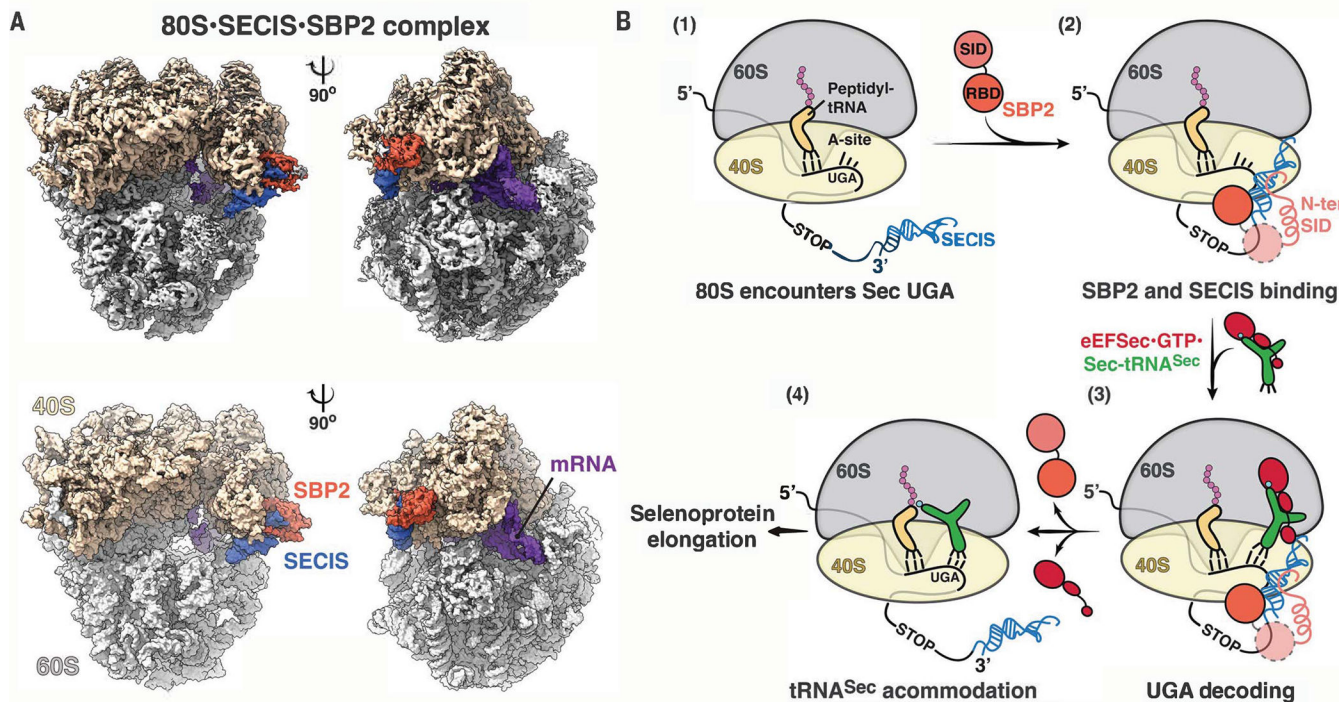 A
80S•SECIS•SBP2 complex
90°
90°
40S
SBP2
SECIS
60S
mRNA
B
(1)
60S
5’
Peptidyl-
tRNA
A-site
40S
UGA
STOP
SECIS
3’
80S encounters Sec UGA
SID
RBD
SBP2
(2)
60S
5’
40S
N-ter
SID
STOP
SBP2 and SECIS binding
eEFSec•GTP•
Sec-tRNASec
(3)
60S
5’
40S
STOP
UGA decoding
(4)
60S
5’
40S
UGA
STOP
3’
tRNASec acommodation
Selenoprotein
elongation